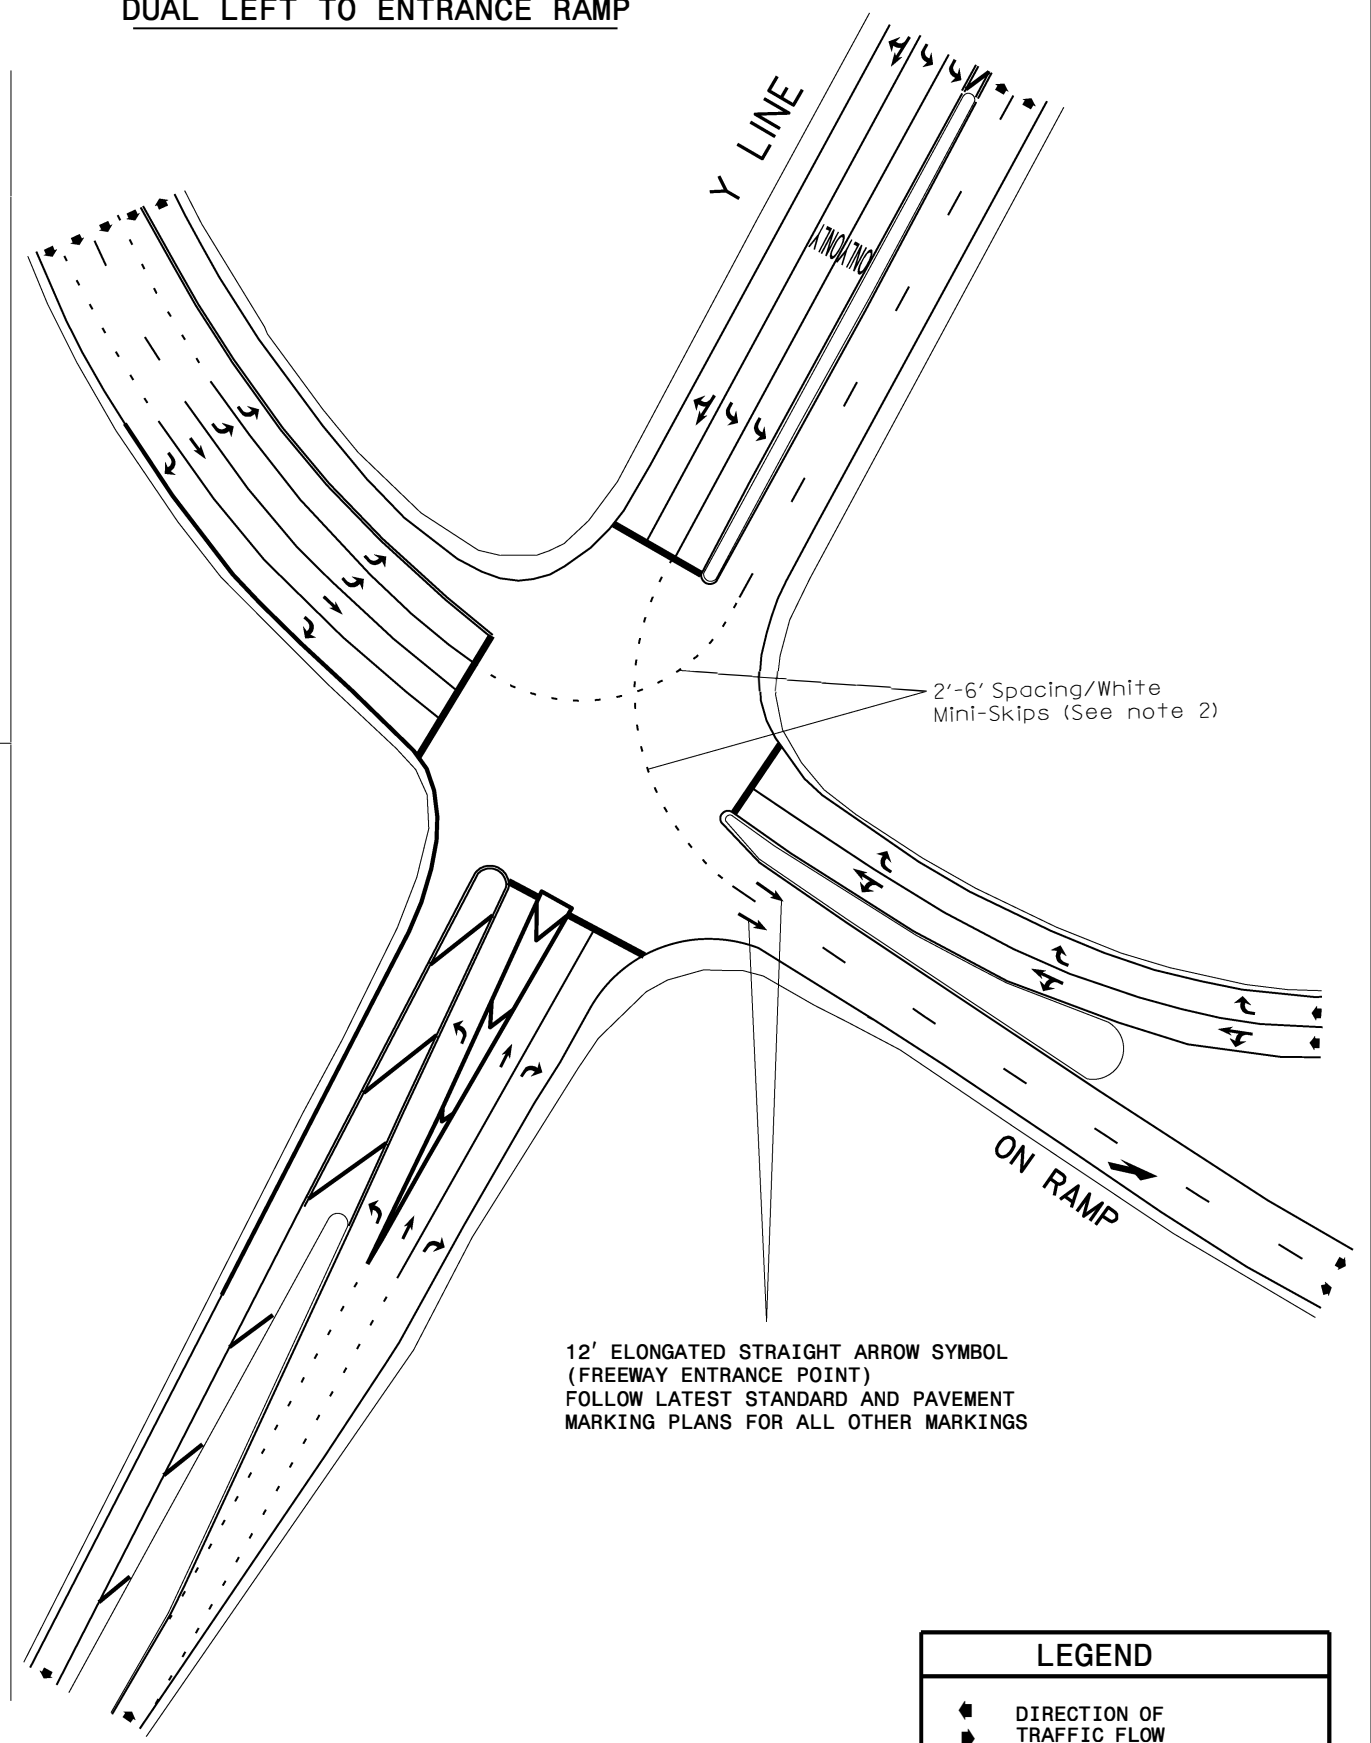 DUAL LEFT TO ENTRANCE RAMP
Y LINE
ONLY ONLY
2'-6' Spacing/White
Mini-Skips (See note 2)
ON RAMP
12' ELONGATED STRAIGHT ARROW SYMBOL
(FREEWAY ENTRANCE POINT)
FOLLOW LATEST STANDARD AND PAVEMENT
MARKING PLANS FOR ALL OTHER MARKINGS
LEGEND
DIRECTION OF
TRAFFIC FLOW